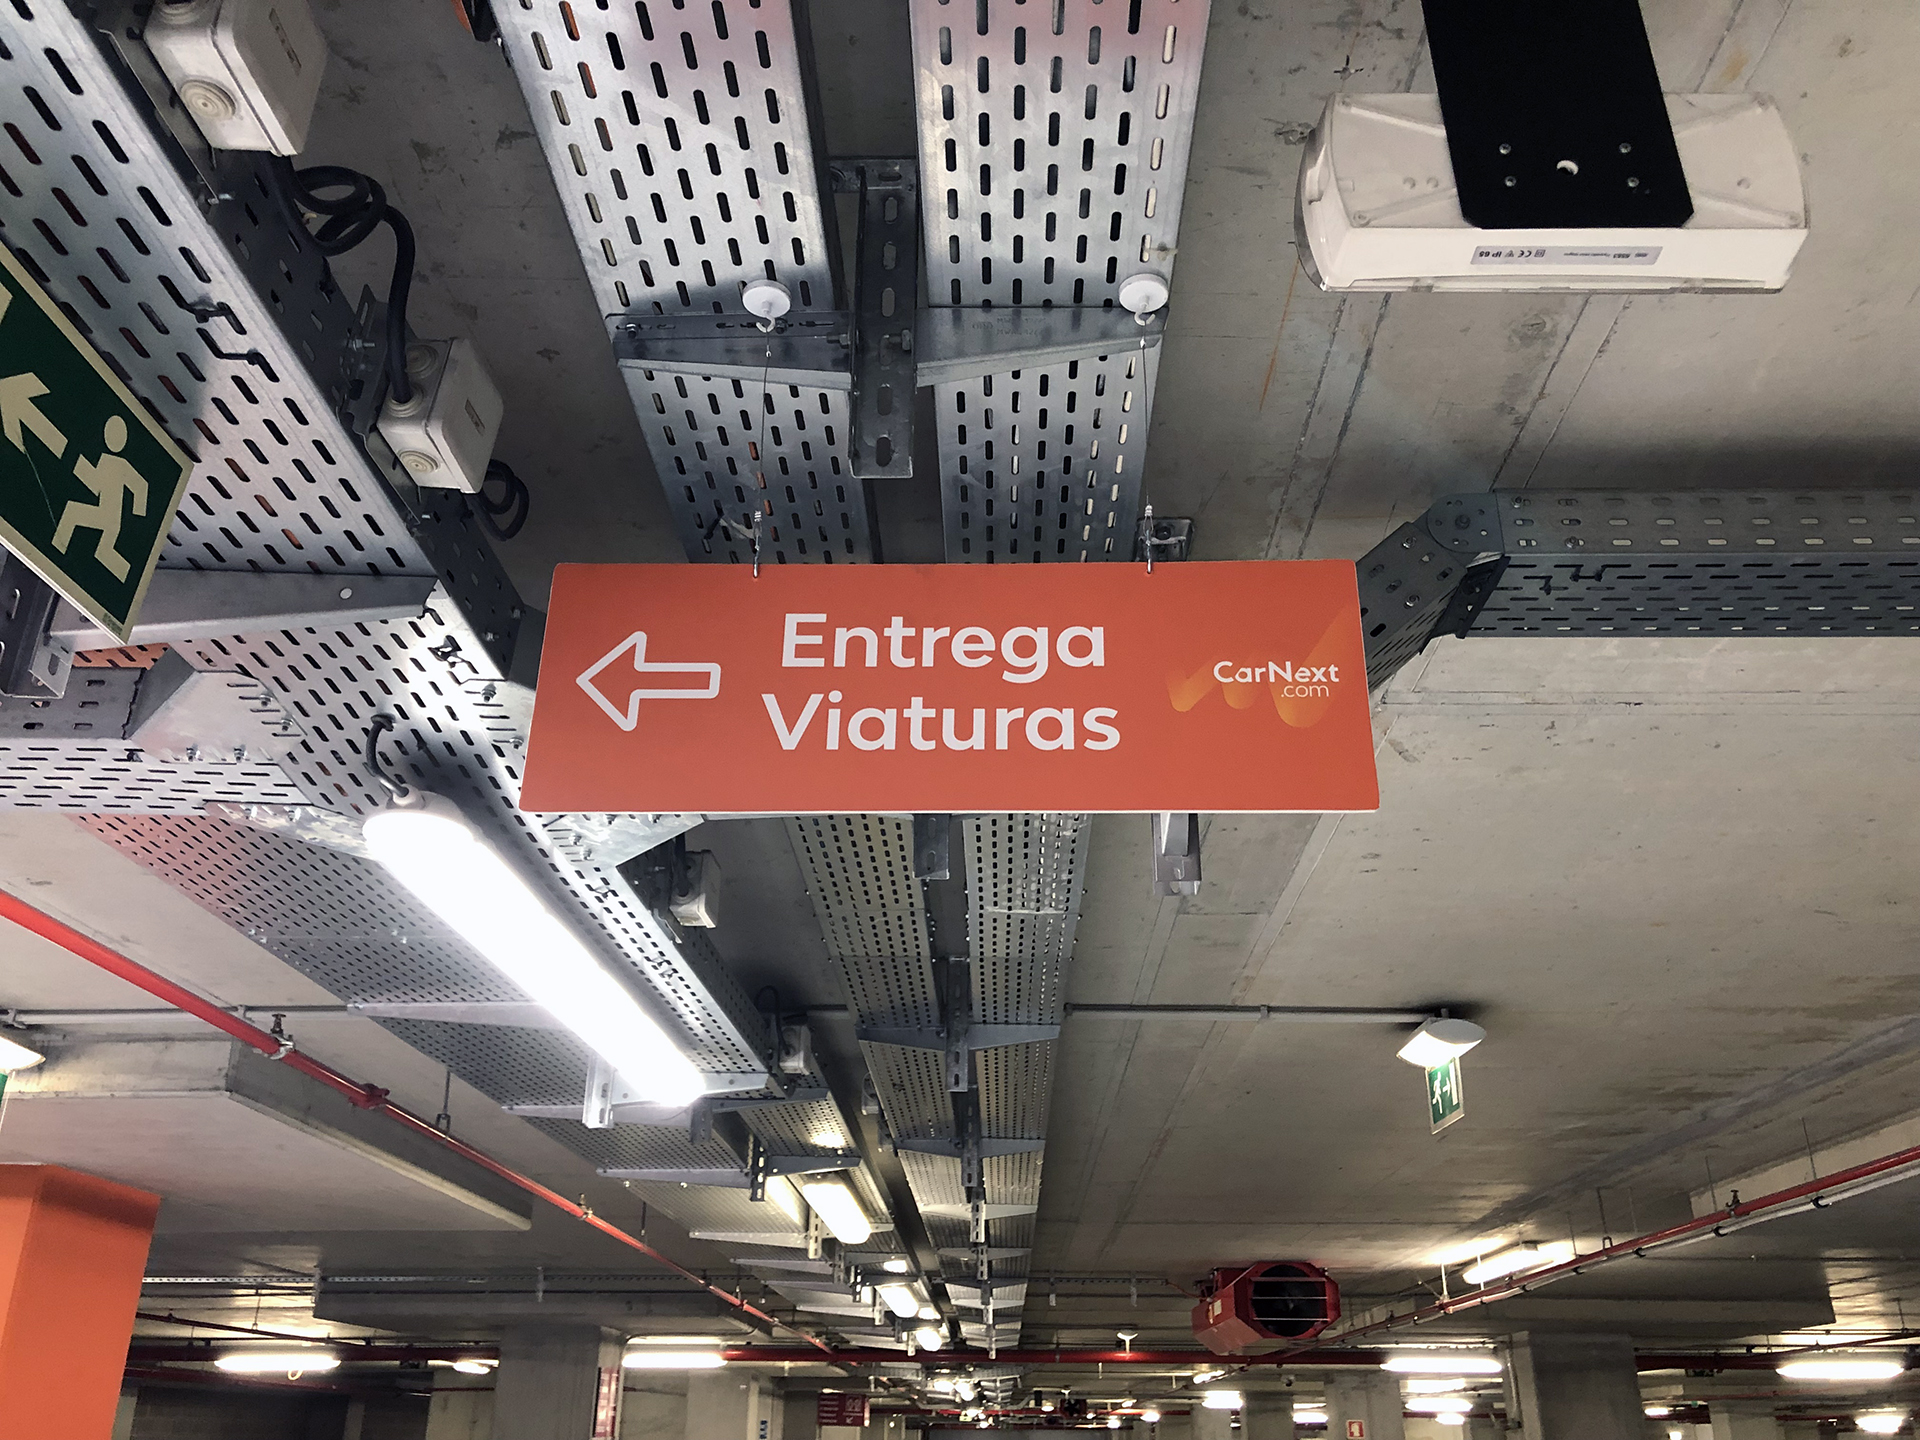 Entrega
Viaturas
CarNext
.com